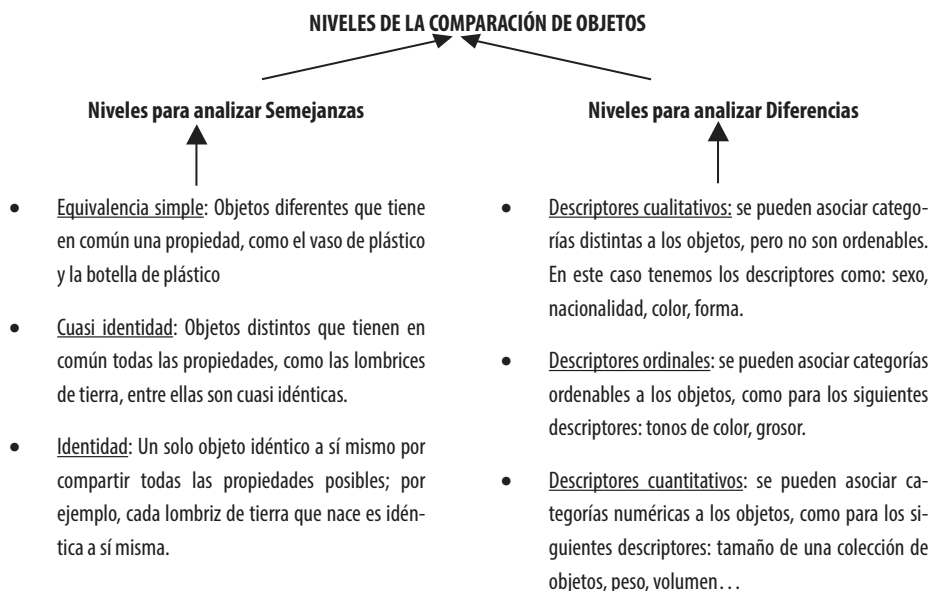 NIVELES DE LA COMPARACIÓN DE OBJETOS
Niveles para analizar Semejanzas
• Equivalencia simple: Objetos diferentes que tiene
en común una propiedad, como el vaso de plástico
y la botella de plástico
• Cuasi identidad: Objetos distintos que tienen en
común todas las propiedades, como las lombrices
de tierra, entre ellas son cuasi idénticas.
• Identidad: Un solo objeto idéntico a sí mismo por
compartir todas las propiedades posibles; por
ejemplo, cada lombriz de tierra que nace es idén-
tica a sí misma.
Niveles para analizar Diferencias
• Descriptores cualitativos: se pueden asociar catego-
rías distintas a los objetos, pero no son ordenables.
En este caso tenemos los descriptores como: sexo,
nacionalidad, color, forma.
• Descriptores ordinales: se pueden asociar categorías
ordenables a los objetos, como para los siguientes
descriptores: tonos de color, grosor.
• Descriptores cuantitativos: se pueden asociar ca-
tegorías numéricas a los objetos, como para los si-
guientes descriptores: tamaño de una colección de
objetos, peso, volumen…